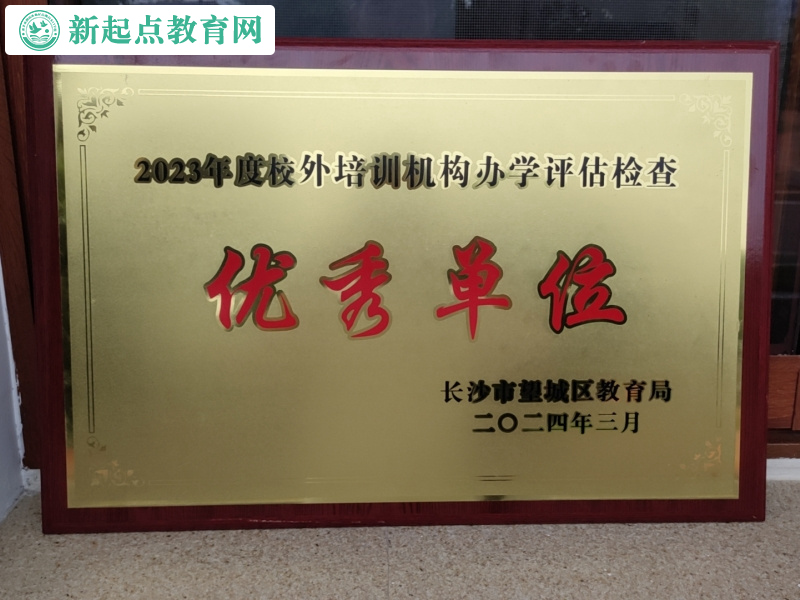 新起点教育网
2023年度校外培训机构办学评估检查
优秀单位
长沙市望城区教育局
二〇二四年三月